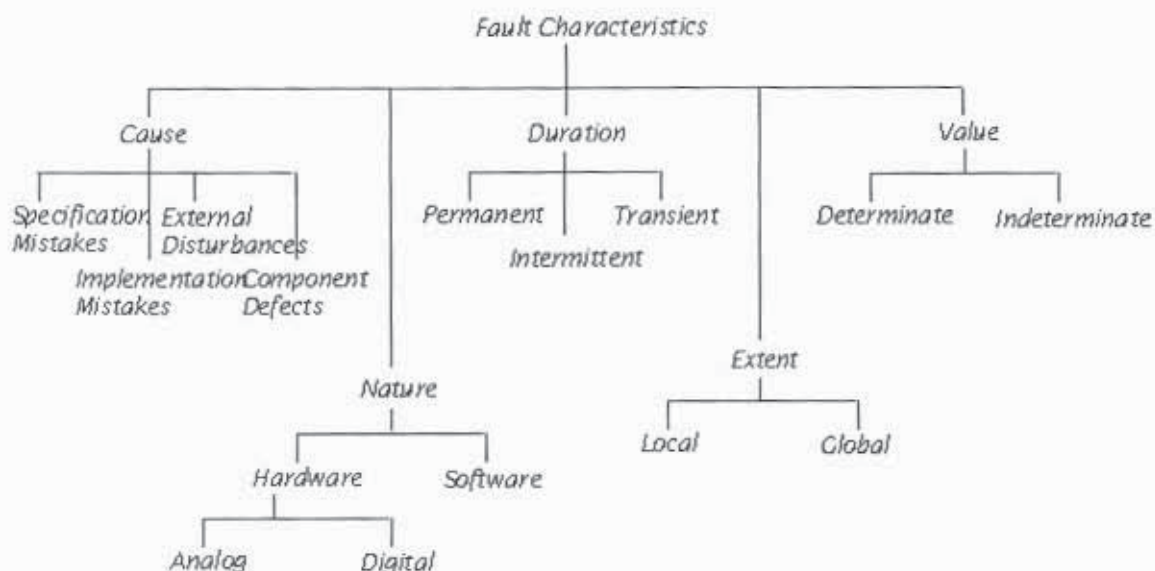 Fault Characteristics
Cause
Duration
Value
Specification
Mistakes
External
Disturbances
Permanent
Transient
Determinate
Indeterminate
Intermittent
Implementation
Mistakes
Component
Defects
Extent
Nature
Local
Global
Hardware
Software
Analog
Digital